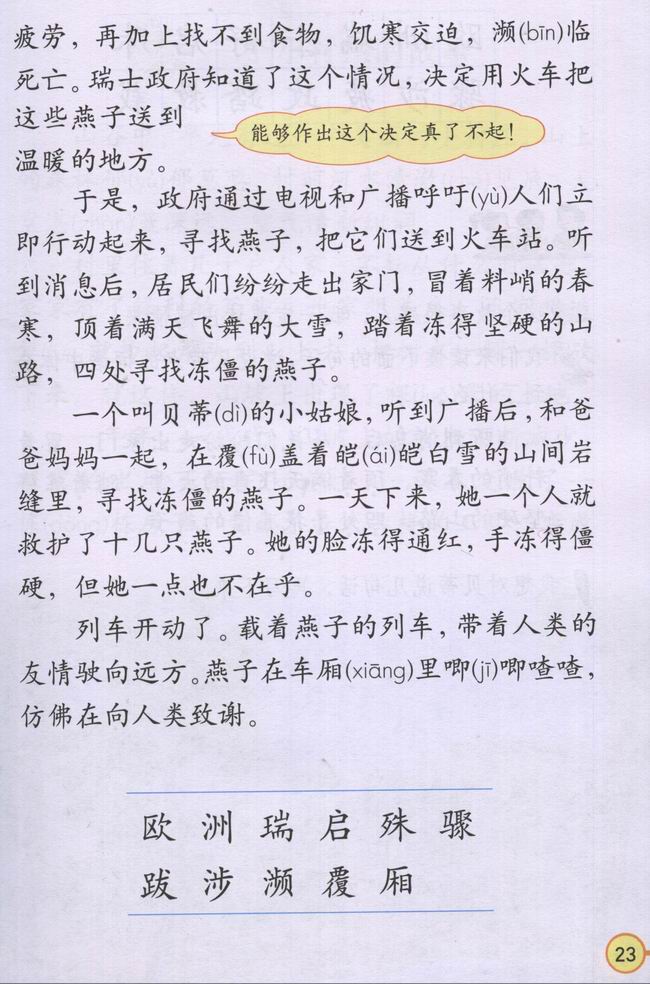 疲劳，再加上找不到食物，饥寒交迫，濒(bīn)临
死亡。瑞士政府知道了这个情况，决定用火车把
这些燕子送到
能够作出这个决定真了不起！
温暖的地方。
于是，政府通过电视和广播呼吁(yù)人们立
即行动起来，寻找燕子，把它们送到火车站。听
到消息后，居民们纷纷走出家门，冒着料峭的春
寒，顶着满天飞舞的大雪，踏着冻得坚硬的山
路，四处寻找冻僵的燕子。
一个叫贝蒂(dì)的小姑娘，听到广播后，和爸
爸妈妈一起，在覆(fù)盖着皑(ái)皑白雪的山间岩
缝里，寻找冻僵的燕子。一天下来，她一个人就
救护了十几只燕子。她的脸冻得通红，手冻得僵
硬，但她一点也不在乎。
列车开动了。载着燕子的列车，带着人类的
友情驶向远方。燕子在车厢(xiāng)里唧(jī)唧喳喳，
仿佛在向人类致谢。
欧 洲 瑞 启 殊 骤
跋 涉 濒 覆 厢
23